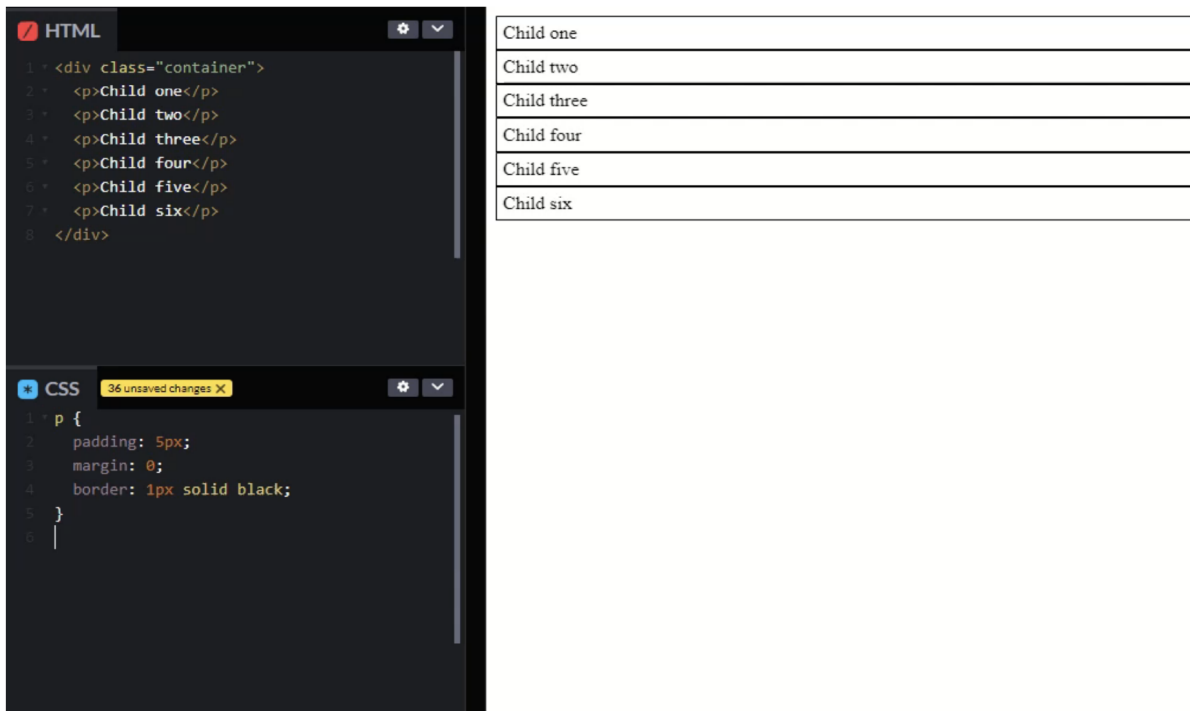 HTML
1 <div class="container">
2 <p>Child one</p>
3 <p>Child two</p>
4 <p>Child three</p>
5 <p>Child four</p>
6 <p>Child five</p>
7 <p>Child six</p>
8 </div>
CSS 36 unsaved changes X
1 p {
2 padding: 5px;
3 margin: 0;
4 border: 1px solid black;
5 }
6
Child one
Child two
Child three
Child four
Child five
Child six